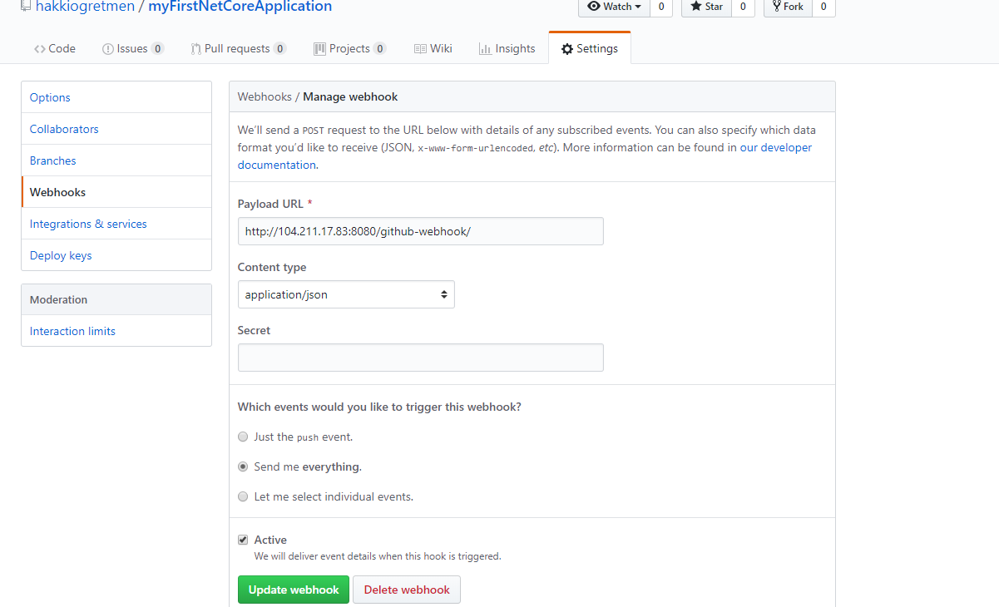 hakkiogretmen / myFirstNetCoreApplication
Watch 0 Star 0 Fork 0
Code Issues 0 Pull requests 0 Projects 0 Wiki Insights Settings
Options
Collaborators
Branches
Webhooks
Integrations & services
Deploy keys
Moderation
Interaction limits
Webhooks / Manage webhook
We’ll send a POST request to the URL below with details of any subscribed events. You can also specify which data
format you’d like to receive (JSON, x-www-form-urlencoded, etc). More information can be found in our developer
documentation.
Payload URL *
http://104.211.17.83:8080/github-webhook/
Content type
application/json
Secret
Which events would you like to trigger this webhook?
Just the push event.
Send me everything.
Let me select individual events.
Active
We will deliver event details when this hook is triggered.
Update webhook Delete webhook